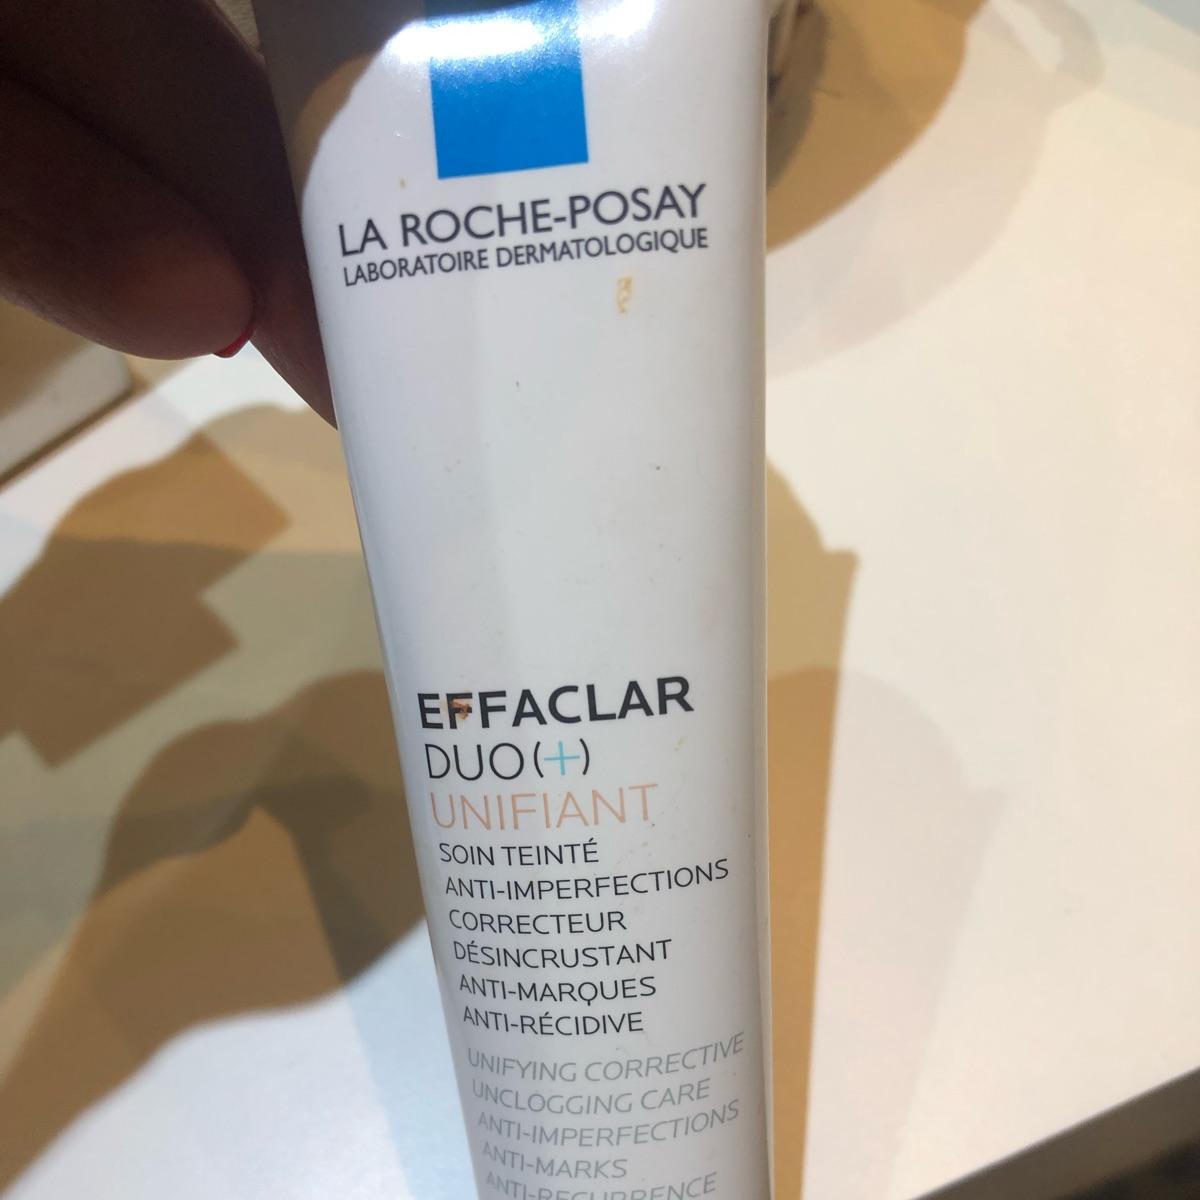 LA ROCHE-POSAY
LABORATOIRE DERMATOLOGIQUE
EFFACLAR
DUO(+)
UNIFIANT
SOIN TEINTÉ
ANTI-IMPERFECTIONS
CORRECTEUR
DÉSINCRUSTANT
ANTI-MARQUES
ANTI-RÉCIDIVE
UNIFYING CORRECTIVE
UNCLOGGING CARE
ANTI-IMPERFECTIONS
ANTI-MARKS
ANTI-RECURRENCE